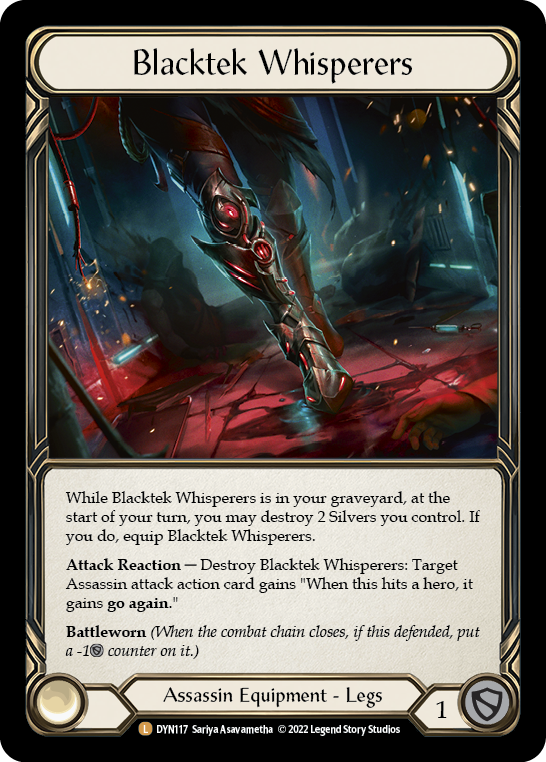 Blacktek Whisperers
While Blacktek Whisperers is in your graveyard, at the
start of your turn, you may destroy 2 Silvers you control. If
you do, equip Blacktek Whisperers.
Attack Reaction — Destroy Blacktek Whisperers: Target
Assassin attack action card gains "When this hits a hero, it
gains go again."
Battleworn (When the combat chain closes, if this defended, put
a -1 counter on it.)
Assassin Equipment - Legs
1
L DYN117 Sariya Asavametha © 2022 Legend Story Studios